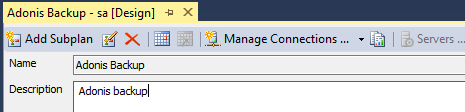 Adonis Backup - sa [Design]
Add Subplan Manage Connections ... Servers ...
Name Adonis Backup
Description Adonis backup